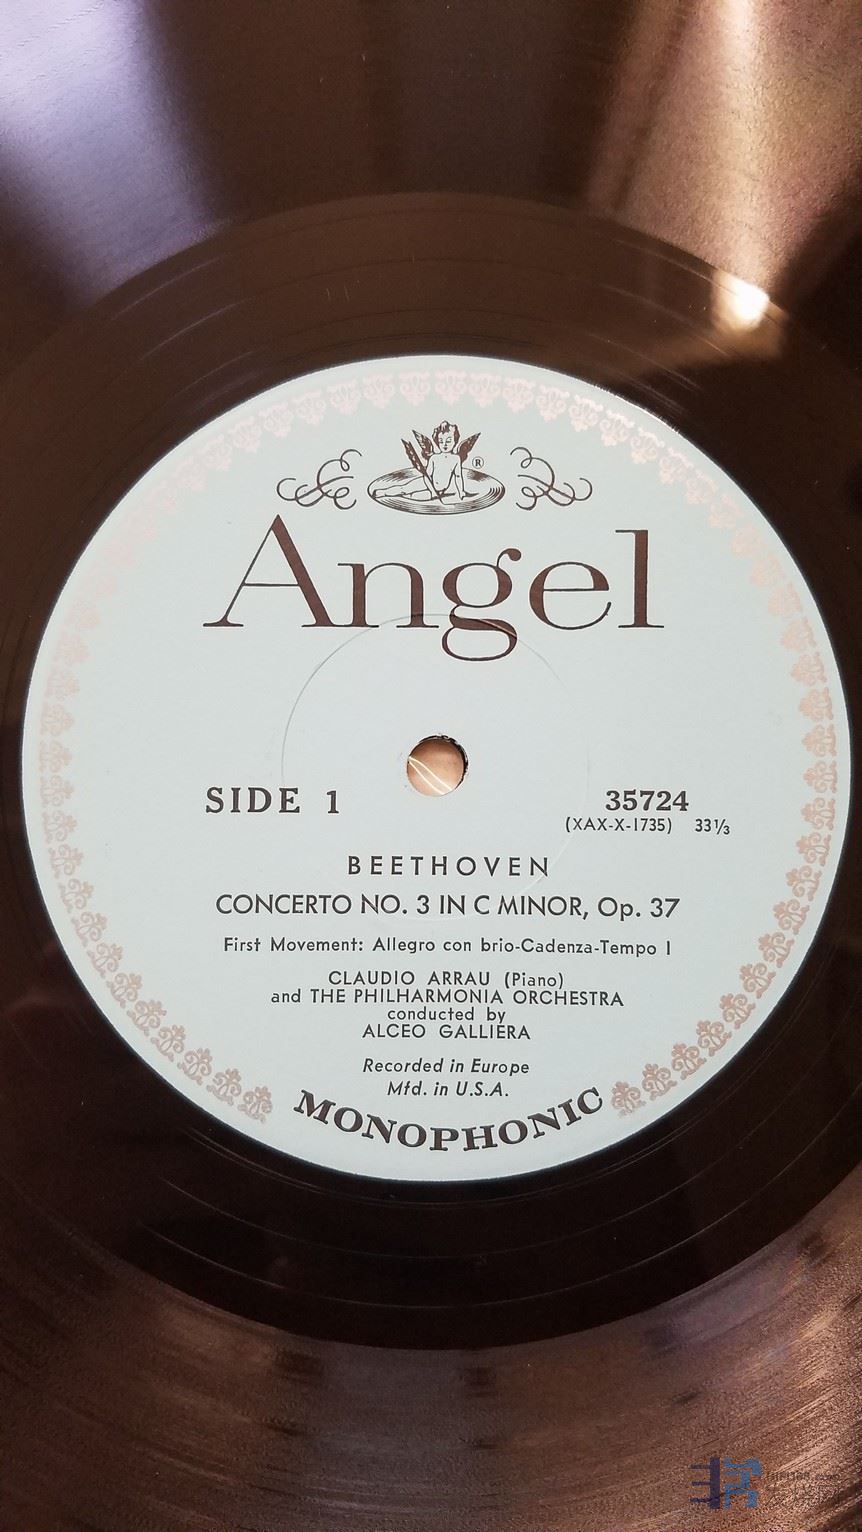 ®
Angel
SIDE 1
35724
(XAX-X-1735) 33⅓
BEETHOVEN
CONCERTO NO. 3 IN C MINOR, Op. 37
First Movement: Allegro con brio-Cadenza-Tempo I
CLAUDIO ARRAU (Piano)
and THE PHILHARMONIA ORCHESTRA
conducted by
ALCEO GALLIERA
Recorded in Europe
Mfd. in U.S.A.
MONOPHONIC